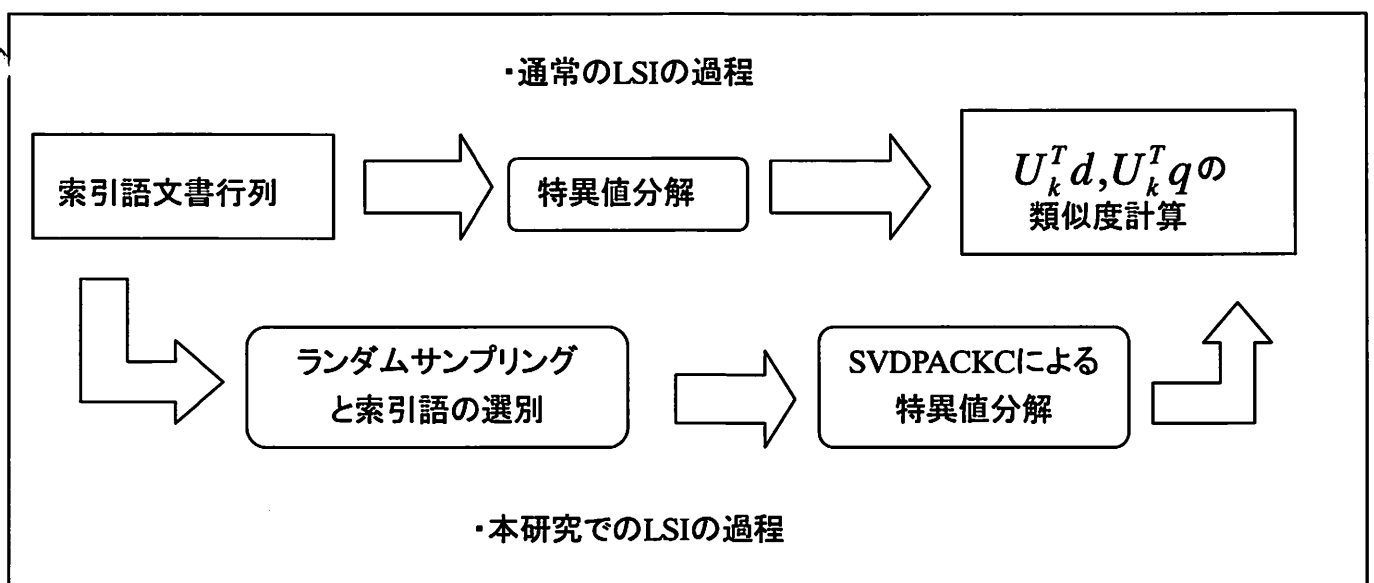 ・通常のLSIの過程
索引語文書行列
特異値分解
$U_k^T d, U_k^T q$の
類似度計算
ランダムサンプリング
と索引語の選別
SVDPACKCによる
特異値分解
・本研究でのLSIの過程